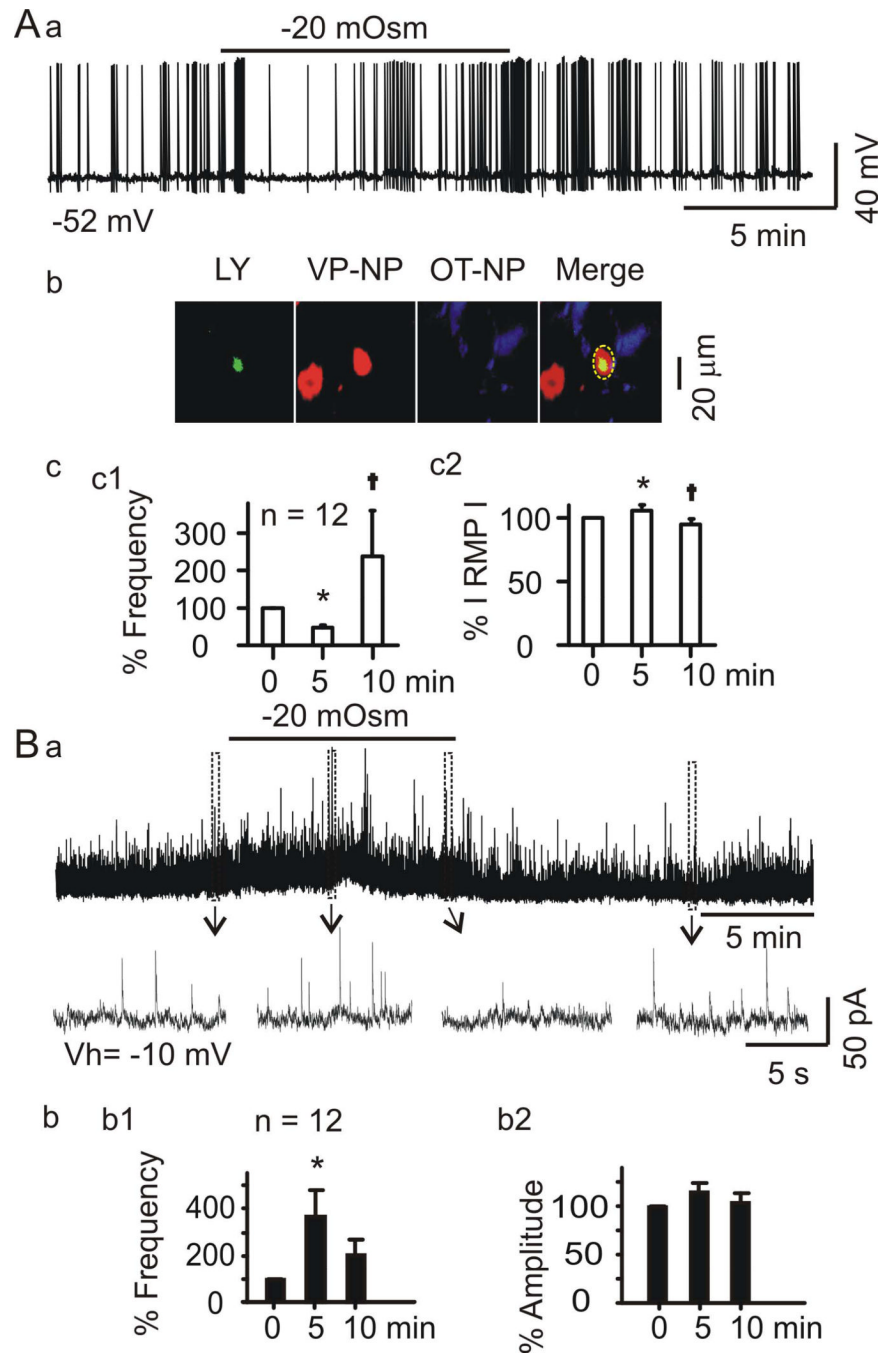 A a
-20 mOsm
-52 mV
40 mV
5 min
b
LY VP-NP OT-NP Merge
20 μm
c c1 c2
% Frequency
n = 12
300
200
100
0
*
†
0 5 10 min
% I RMP I
100
50
0
*
†
0 5 10 min
B a
-20 mOsm
5 min
Vh= -10 mV
50 pA
5 s
b b1 n = 12 b2
% Frequency
400
200
0
*
0 5 10 min
% Amplitude
100
50
0
0 5 10 min